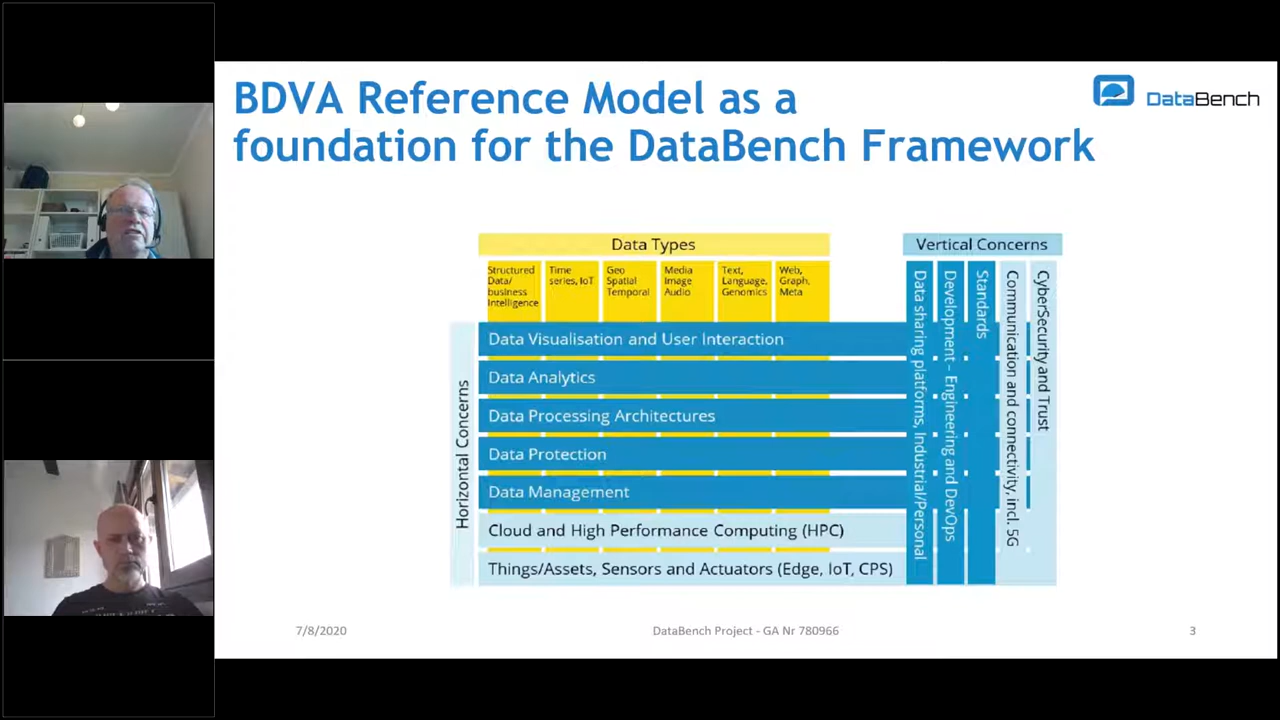 BDVA Reference Model as a
foundation for the DataBench Framework
DataBench
Data Types
Vertical Concerns
Structured
Data/
business
Intelligence
Time
series, IoT
Geo
Spatial
Temporal
Media
Image
Audio
Text,
Language,
Genomics
Web,
Graph,
Meta
Horizontal Concerns
Data Visualisation and User Interaction
Data Analytics
Data Processing Architectures
Data Protection
Data Management
Cloud and High Performance Computing (HPC)
Things/Assets, Sensors and Actuators (Edge, IoT, CPS)
Data sharing platforms, Industrial/Personal
Development - Engineering and DevOps
Standards
Communication and connectivity, incl. 5G
CyberSecurity and Trust
7/8/2020
DataBench Project - GA Nr 780966
3